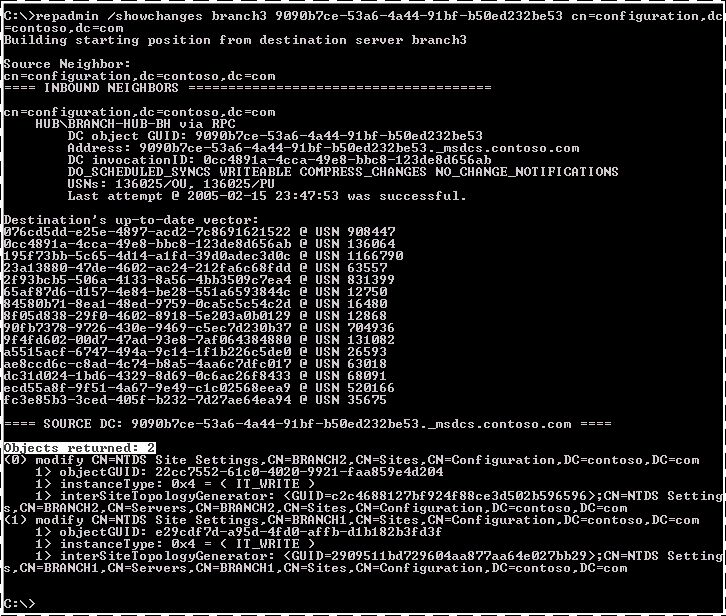 C:\>repadmin /showchanges branch3 9090b7ce-53a6-4a44-91bf-b50ed232be53 cn=configuration,dc
=contoso,dc=com
Building starting position from destination server branch3
Source Neighbor:
cn=configuration,dc=contoso,dc=com
==== INBOUND NEIGHBORS ======================================
cn=configuration,dc=contoso,dc=com
HUB\BRANCH-HUB-BH via RPC
DC object GUID: 9090b7ce-53a6-4a44-91bf-b50ed232be53
Address: 9090b7ce-53a6-4a44-91bf-b50ed232be53._msdcs.contoso.com
DC invocationID: 0cc4891a-4cca-49e8-bbc8-123de8d656ab
DO_SCHEDULED_SYNCS WRITEABLE COMPRESS_CHANGES NO_CHANGE_NOTIFICATIONS
USNs: 136025/OU, 136025/PU
Last attempt @ 2005-02-15 23:47:53 was successful.
Destination's up-to-date vector:
076cd5dd-e25e-4897-acd2-7c8691621522 @ USN 908447
0cc4891a-4cca-49e8-bbc8-123de8d656ab @ USN 136064
195f73bb-5c65-4d14-a1fd-39d0adec3d0c @ USN 1166790
23a13880-47de-4602-ac24-212fa6c68fdd @ USN 63557
2f93bcb5-506a-4133-8a56-4bb3509c7ea4 @ USN 831399
65af87d6-d157-4e84-be28-551a6593844c @ USN 12750
84580b71-8ea1-48ed-9759-0ca5c5c54c2d @ USN 16480
8f05d838-29f0-4602-8918-5e203a0b0129 @ USN 12868
90fb7378-9726-430e-9469-c5ec7d230b37 @ USN 704936
9f4fd602-00d7-47ad-93e8-7af064384880 @ USN 131082
a5515acf-6747-494a-9c14-1f1b226c5de0 @ USN 26593
ae8ccd6c-c8ad-4c74-b8a5-4aa6c7dfc017 @ USN 63018
dc31d024-1bd6-4329-8d69-0c6ac26f8433 @ USN 68091
ecd55a8f-9f51-4a67-9e49-c1c02568eea9 @ USN 520166
fc3e85b3-3ced-405f-b232-7d27ae64ea94 @ USN 35675
==== SOURCE DC: 9090b7ce-53a6-4a44-91bf-b50ed232be53._msdcs.contoso.com ====
Objects returned: 2
(0) modify CN=NTDS Site Settings,CN=BRANCH2,CN=Sites,CN=Configuration,DC=contoso,DC=com
1> objectGUID: 22cc7552-61c0-4020-9921-faa859e4d204
1> instanceType: 0x4 = ( IT_WRITE )
1> interSiteTopologyGenerator: <GUID=c2c4688127bf924f88ce3d502b596596>;CN=NTDS Setting
s,CN=BRANCH2,CN=Servers,CN=BRANCH2,CN=Sites,CN=Configuration,DC=contoso,DC=com
(1) modify CN=NTDS Site Settings,CN=BRANCH1,CN=Sites,CN=Configuration,DC=contoso,DC=com
1> objectGUID: e29cdf7d-a95d-4fd0-affb-d1b182b3fd3f
1> instanceType: 0x4 = ( IT_WRITE )
1> interSiteTopologyGenerator: <GUID=2909511bd729604aa877aa64e027bb29>;CN=NTDS Setting
s,CN=BRANCH1,CN=Servers,CN=BRANCH1,CN=Sites,CN=Configuration,DC=contoso,DC=com
C:\>